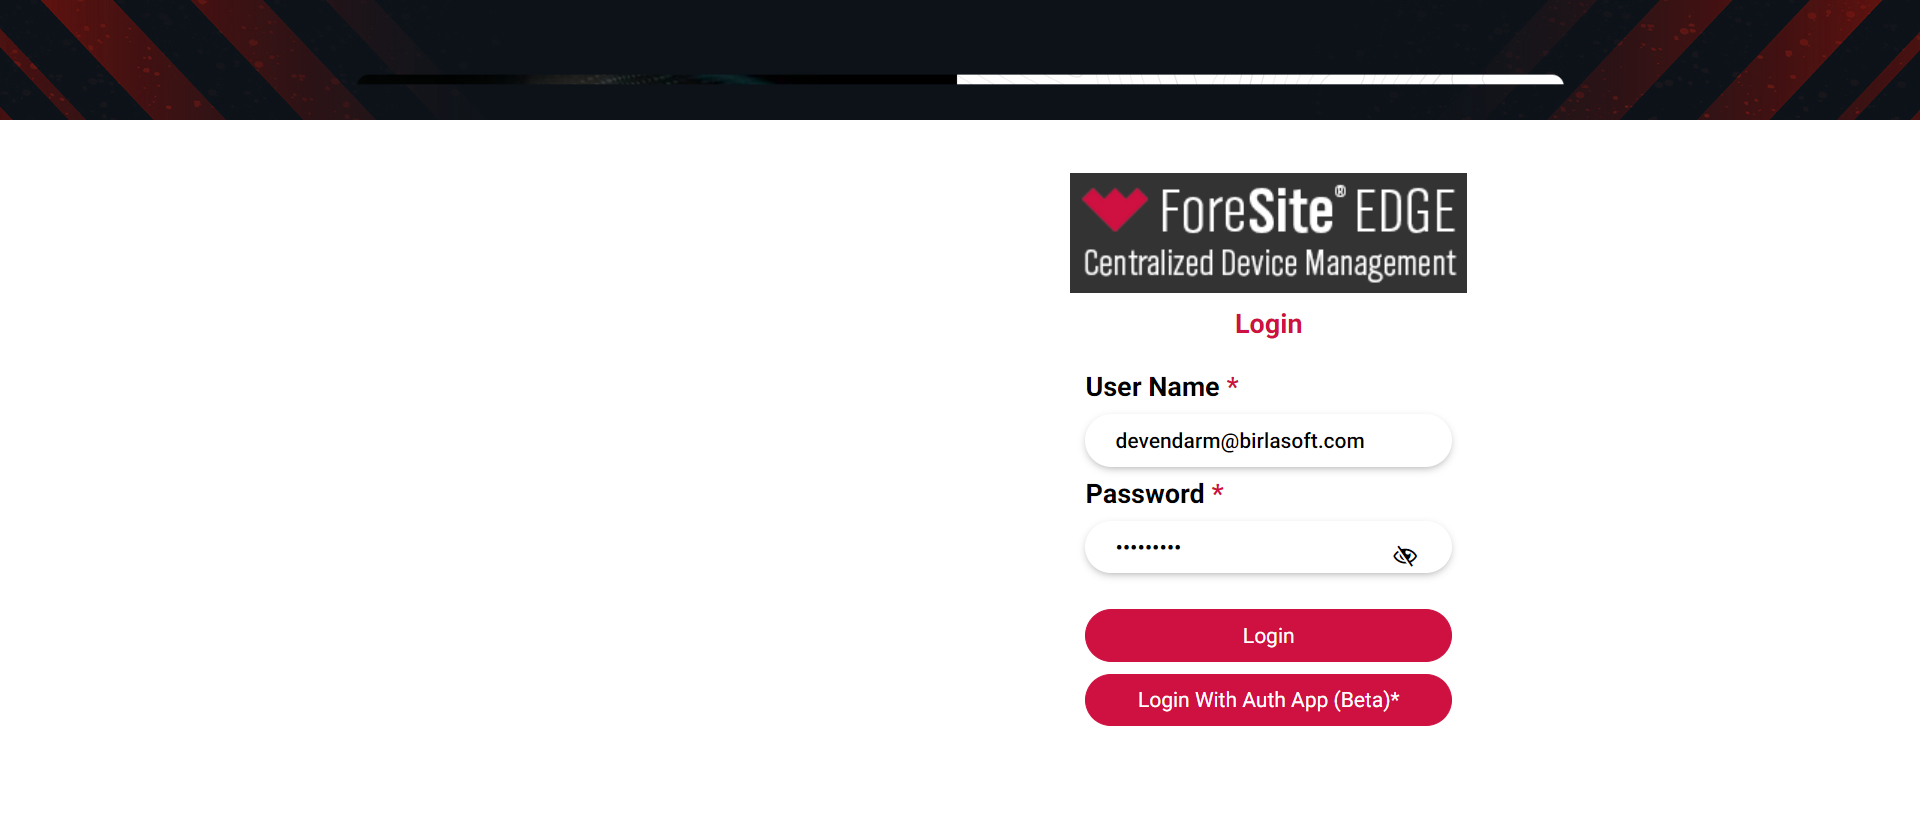 ForeSite® EDGE
Centralized Device Management
Login
User Name *
devendarm@birlasoft.com
Password *
•••••••••
Login
Login With Auth App (Beta)*